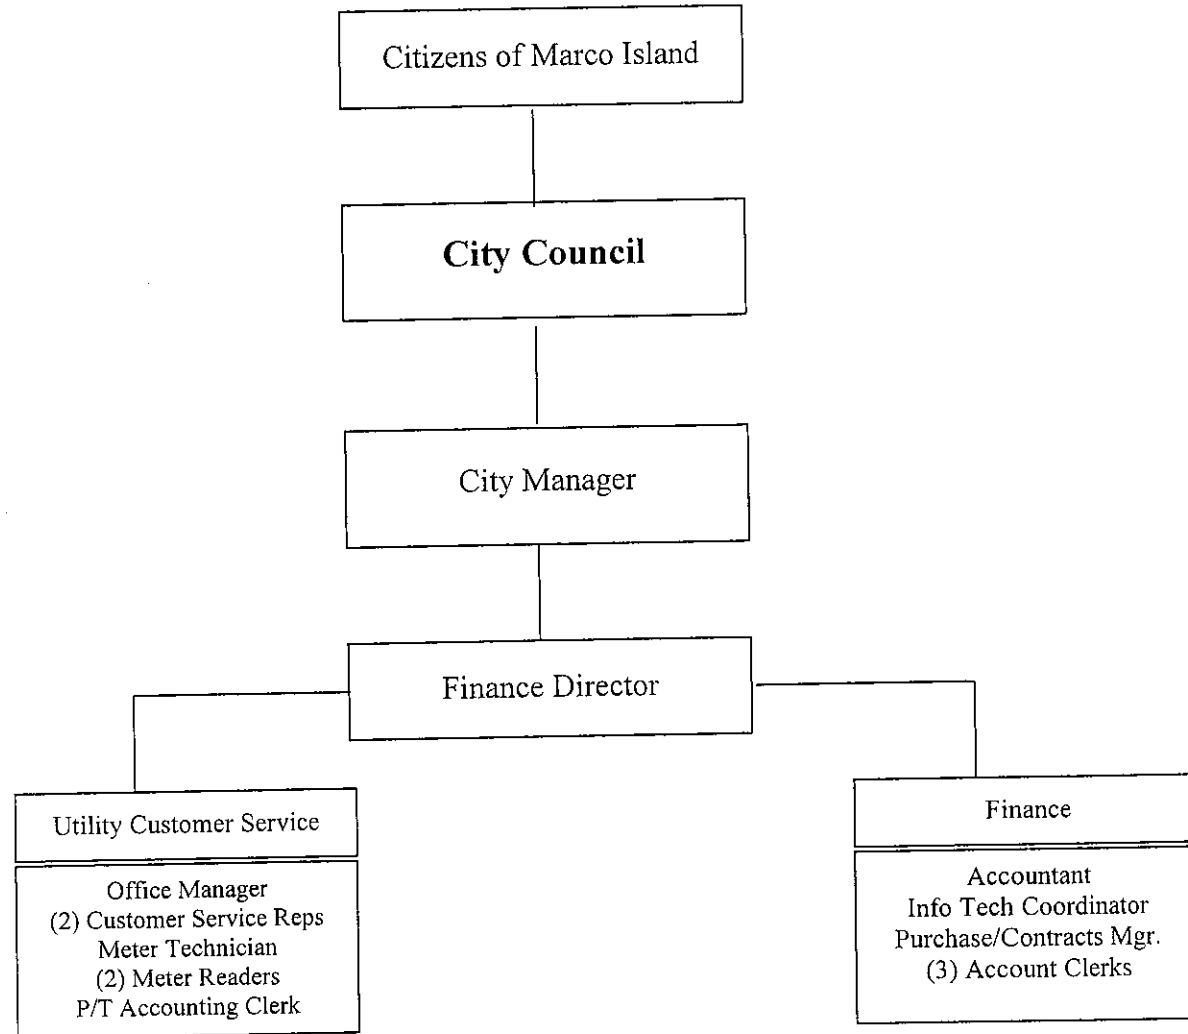 Citizens of Marco Island
City Council
City Manager
Finance Director
Utility Customer Service
Office Manager
(2) Customer Service Reps
Meter Technician
(2) Meter Readers
P/T Accounting Clerk
Finance
Accountant
Info Tech Coordinator
Purchase/Contracts Mgr.
(3) Account Clerks